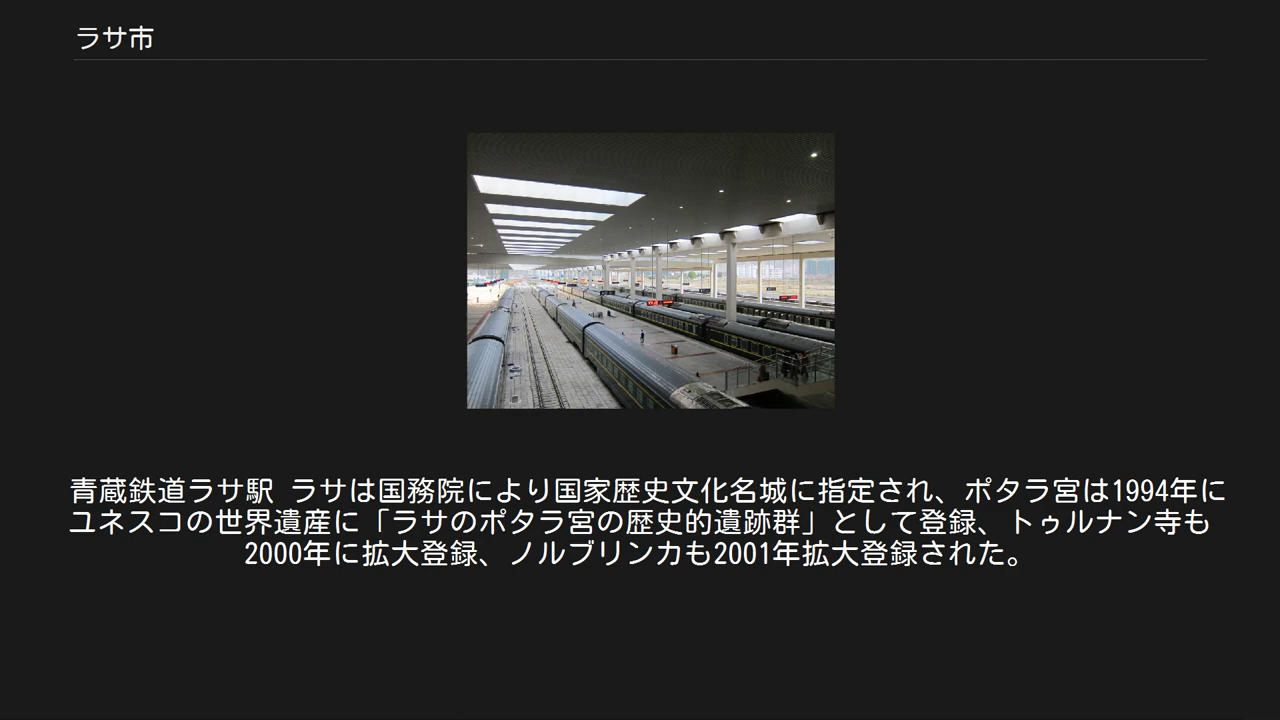 ラサ市
青蔵鉄道ラサ駅 ラサは国務院により国家歴史文化名城に指定され、ポタラ宮は1994年に
ユネスコの世界遺産に「ラサのポタラ宮の歴史的遺跡群」として登録、トゥルナン寺も
2000年に拡大登録、ノルブリンカも2001年拡大登録された。